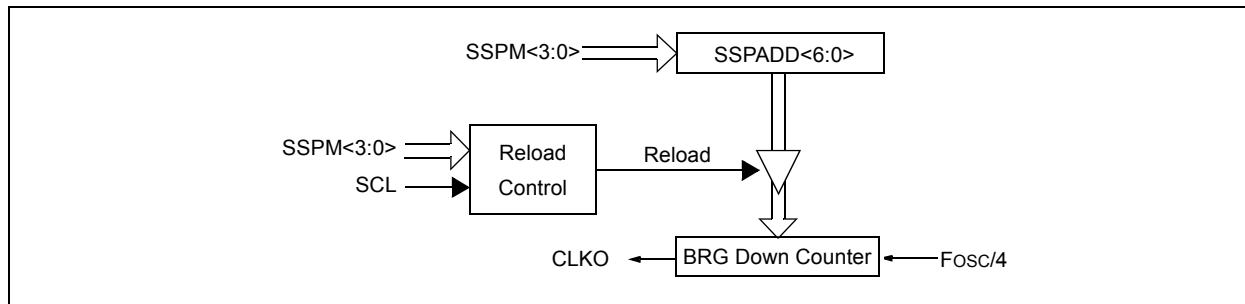 SSPM<3:0>
SSPADD<6:0>
SSPM<3:0>
SCL
Reload
Control
Reload
CLKO
BRG Down Counter
FOSC/4